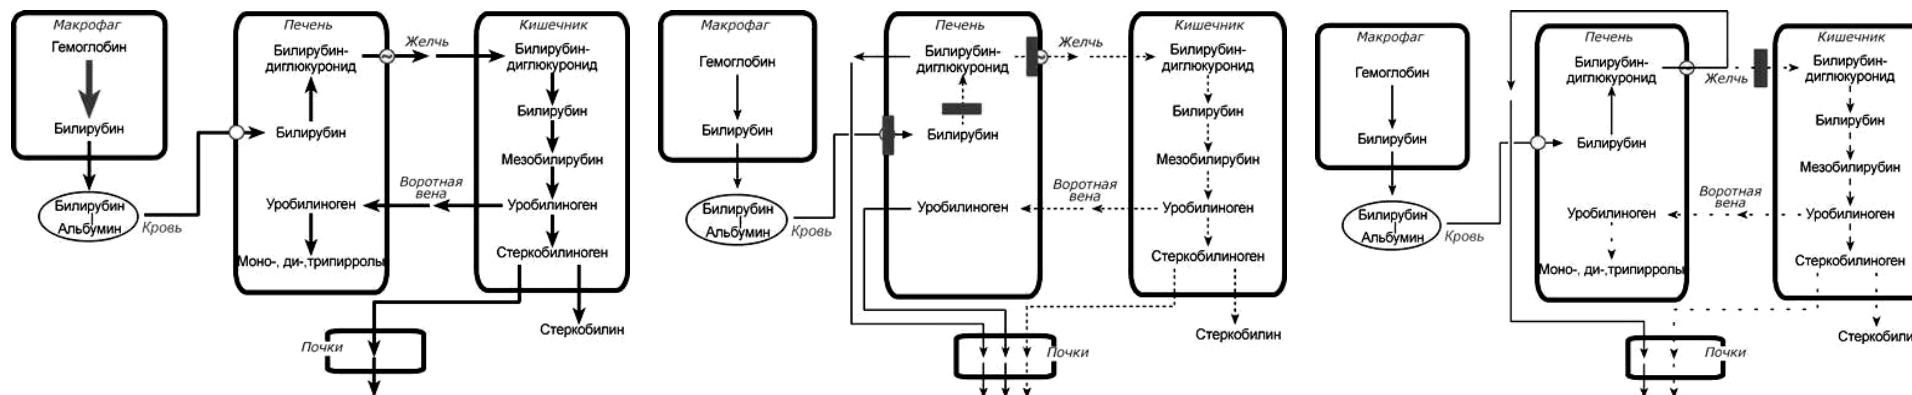 Макрофаг
Гемоглобин
Билирубин
Билирубин
Альбумин
Кровь
Печень
Билирубин-
диглюкуронид
Билирубин
Уробилиноген
Моно-, ди-,трипирролы
Желчь
Воротная
вена
Кишечник
Билирубин-
диглюкуронид
Билирубин
Мезобилирубин
Уробилиноген
Стеркобилиноген
Стеркобилин
Почки
Макрофаг
Гемоглобин
Билирубин
Билирубин
Альбумин
Кровь
Печень
Билирубин-
диглюкуронид
Билирубин
Уробилиноген
Желчь
Воротная
вена
Кишечник
Билирубин-
диглюкуронид
Билирубин
Мезобилирубин
Уробилиноген
Стеркобилиноген
Стеркобилин
Почки
Макрофаг
Гемоглобин
Билирубин
Билирубин
Альбумин
Кровь
Печень
Билирубин-
диглюкуронид
Билирубин
Уробилиноген
Моно-, ди-,трипирролы
Желчь
Воротная
вена
Кишечник
Билирубин-
диглюкуронид
Билирубин
Мезобилирубин
Уробилиноген
Стеркобилиноген
Стеркобили
Почки